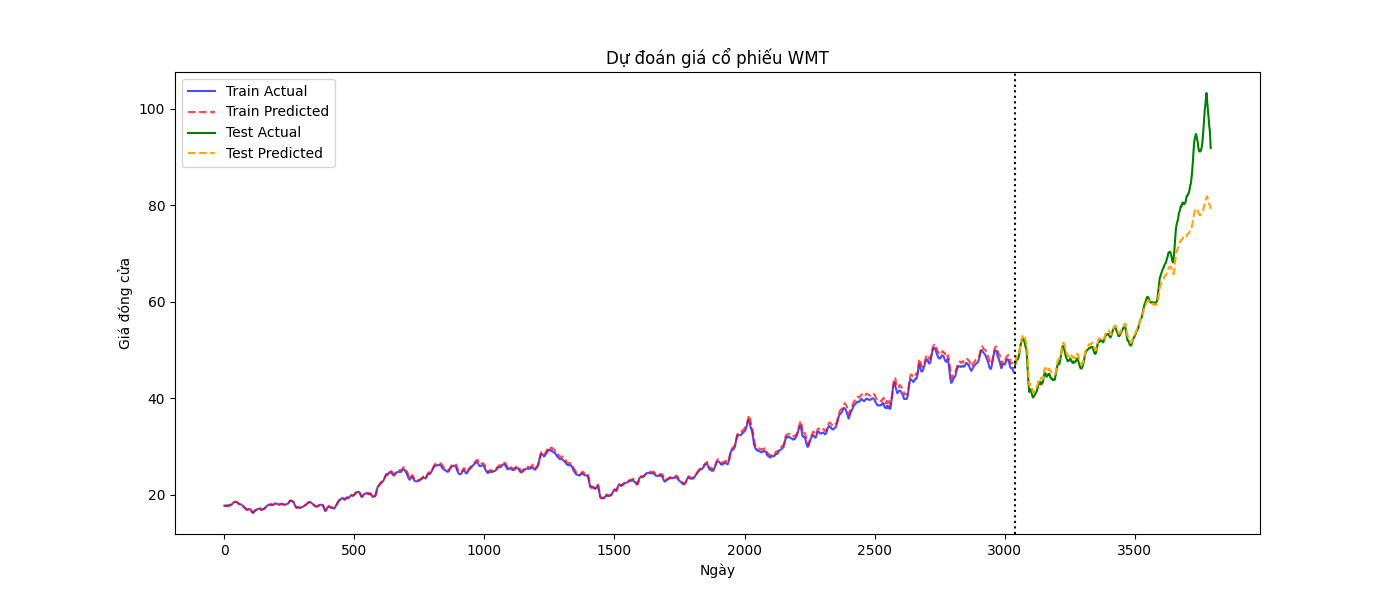 Dự đoán giá cổ phiếu WMT
Train Actual
Train Predicted
Test Actual
Test Predicted
Giá đóng cửa
100
80
60
40
20
0
500
1000
1500
2000
2500
3000
3500
Ngày